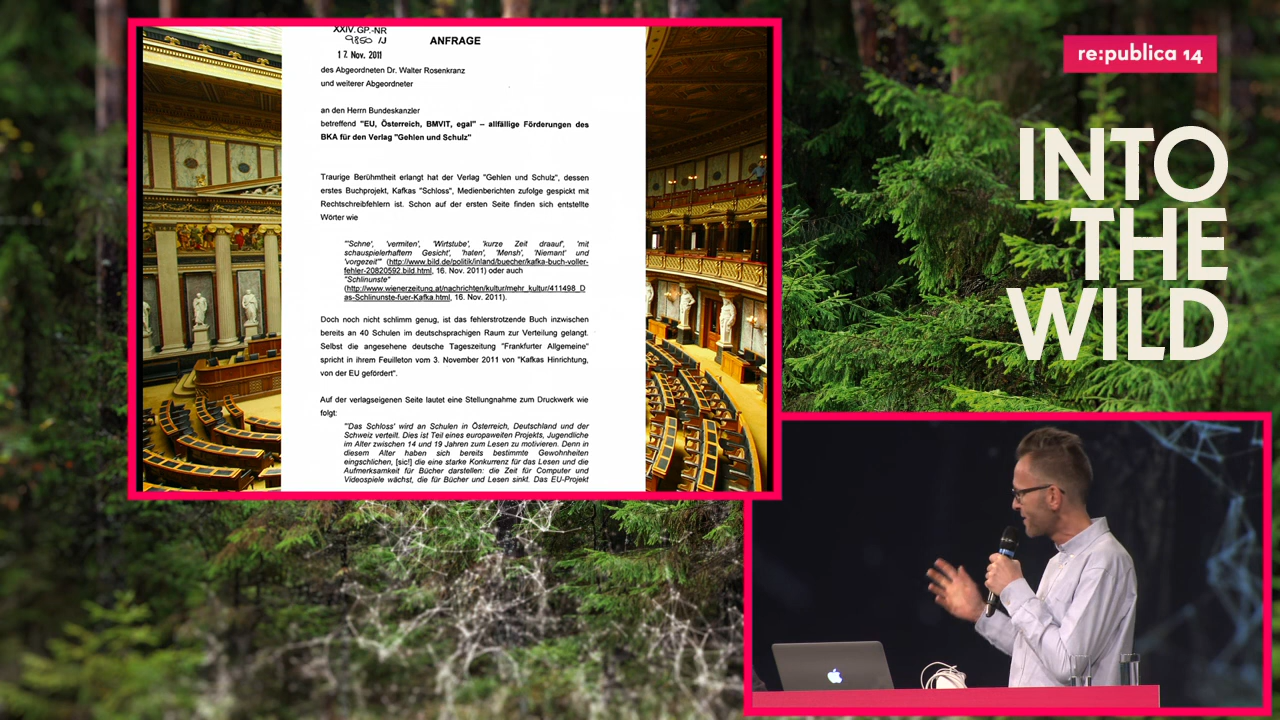 XXIV.GP.-NR
9850 /J
17. Nov. 2011
ANFRAGE
des Abgeordneten Dr. Walter Rosenkranz
und weiterer Abgeordneter
an den Herrn Bundeskanzler
betreffend "EU, Österreich, BMVIT, egal" – allfällige Förderungen des
BKA für den Verlag "Gehlen und Schulz"
Traurige Berühmtheit erlangt hat der Verlag "Gehlen und Schulz", dessen
erstes Buchprojekt, Kafkas "Schloss", Medienberichten zufolge gespickt mit
Rechtschreibfehlern ist. Schon auf der ersten Seite finden sich entstellte
Wörter wie
"'Schne', 'vermiten', 'Wirtstube', 'kurze Zeit draauf', 'mit
schauspielerhaftem Gesicht', 'haten', 'Mensh', 'Niemant' und
'vorgezeit'" (http://www.bild.de/politik/inland/buecher/kafka-buch-voller-
fehler-20820592.bild.html, 16. Nov. 2011) oder auch
"Schlinunste"
(http://www.wienerzeitung.at/nachrichten/kultur/mehr_kultur/411498_D
as-Schlinunste-fuer-Kafka.html, 16. Nov. 2011).
Doch noch nicht schlimm genug, ist das fehlerstrotzende Buch inzwischen
bereits an 40 Schulen im deutschsprachigen Raum zur Verteilung gelangt.
Selbst die angesehene deutsche Tageszeitung "Frankfurter Allgemeine"
spricht in ihrem Feuilleton vom 3. November 2011 von "Kafkas Hinrichtung,
von der EU gefördert".
Auf der verlagseigenen Seite lautet eine Stellungnahme zum Druckwerk wie
folgt:
"'Das Schloss' wird an Schulen in Österreich, Deutschland und der
Schweiz verteilt. Dies ist Teil eines europaweiten Projekts, Jugendliche
im Alter zwischen 14 und 19 Jahren zum Lesen zu motivieren. Denn in
diesem Alter haben sich bereits bestimmte Gewohnheiten
eingschlichen, [sic!] die eine starke Konkurrenz für das Lesen und die
Aufmerksamkeit für Bücher darstellen: die Zeit für Computer und
Videospiele wächst, die für Bücher und Lesen sinkt. Das EU-Projekt
re:publica 14
INTO
THE
WILD